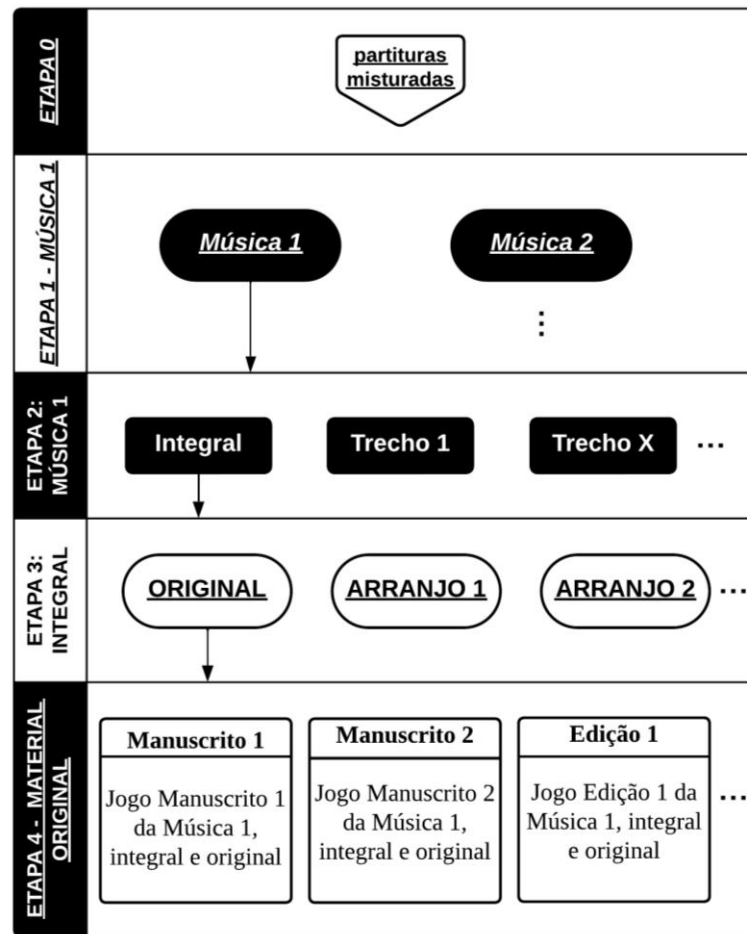 ETAPA 0
partituras
misturadas
ETAPA 1 - MÚSICA 1
Música 1
Música 2
...
ETAPA 2:
MÚSICA 1
Integral
Trecho 1
Trecho X
...
ETAPA 3:
INTEGRAL
ORIGINAL
ARRANJO 1
ARRANJO 2
...
ETAPA 4 - MATERIAL
ORIGINAL
Manuscrito 1
Jogo Manuscrito 1
da Música 1,
integral e original
Manuscrito 2
Jogo Manuscrito 2
da Música 1,
integral e original
Edição 1
Jogo Edição 1 da
Música 1, integral
e original
...